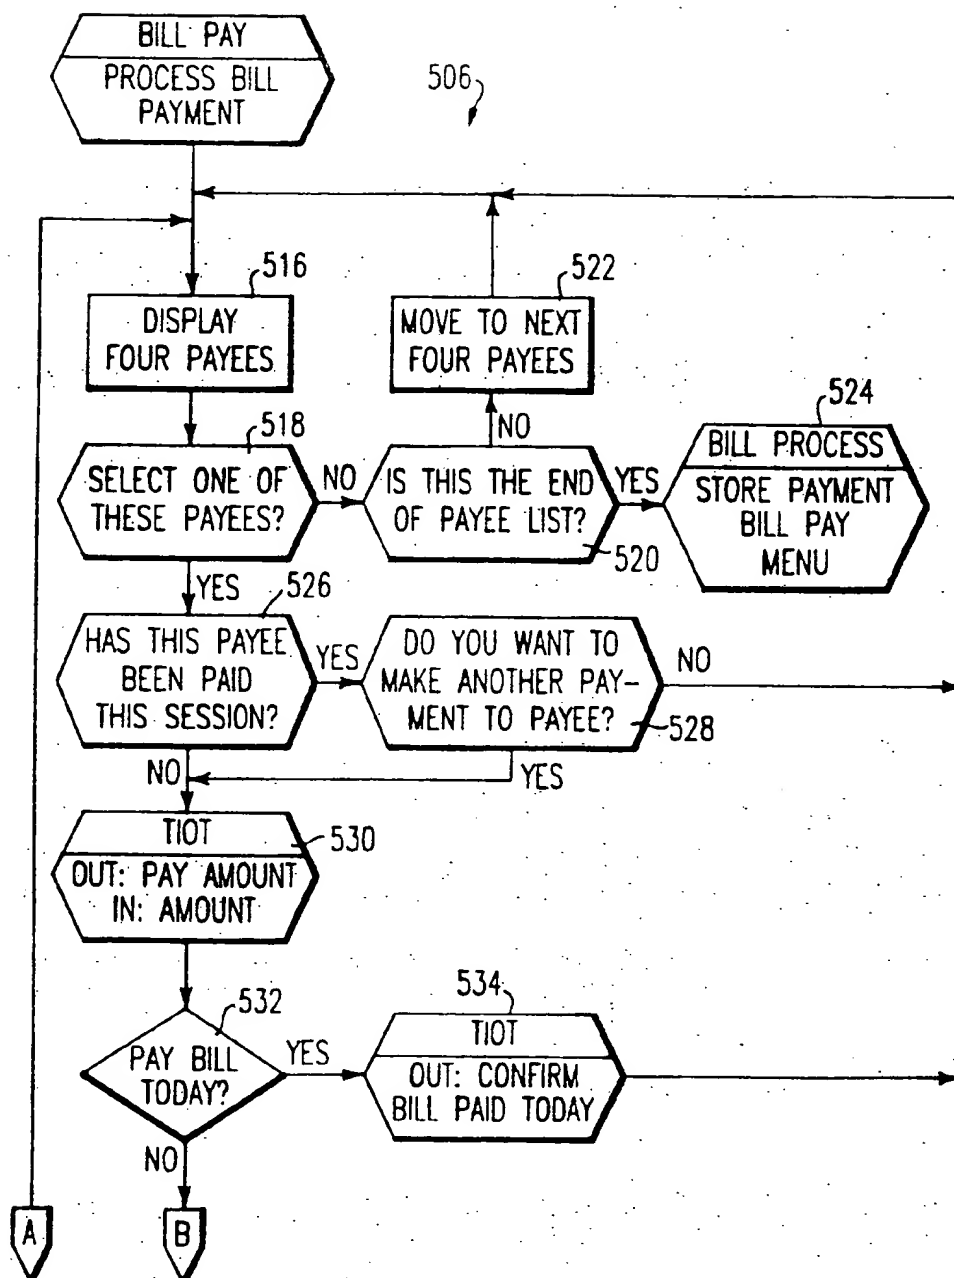 BILL PAY
PROCESS BILL
PAYMENT
506
516
DISPLAY
FOUR PAYEES
522
MOVE TO NEXT
FOUR PAYEES
518
SELECT ONE OF
THESE PAYEES?
NO
NO
IS THIS THE END
OF PAYEE LIST?
520
YES
524
BILL PROCESS
STORE PAYMENT
BILL PAY
MENU
YES
526
HAS THIS PAYEE
BEEN PAID
THIS SESSION?
YES
DO YOU WANT TO
MAKE ANOTHER PAY-
MENT TO PAYEE?
528
NO
NO
YES
TIOT
530
OUT: PAY AMOUNT
IN: AMOUNT
532
PAY BILL
TODAY?
YES
534
TIOT
OUT: CONFIRM
BILL PAID TODAY
NO
A
B